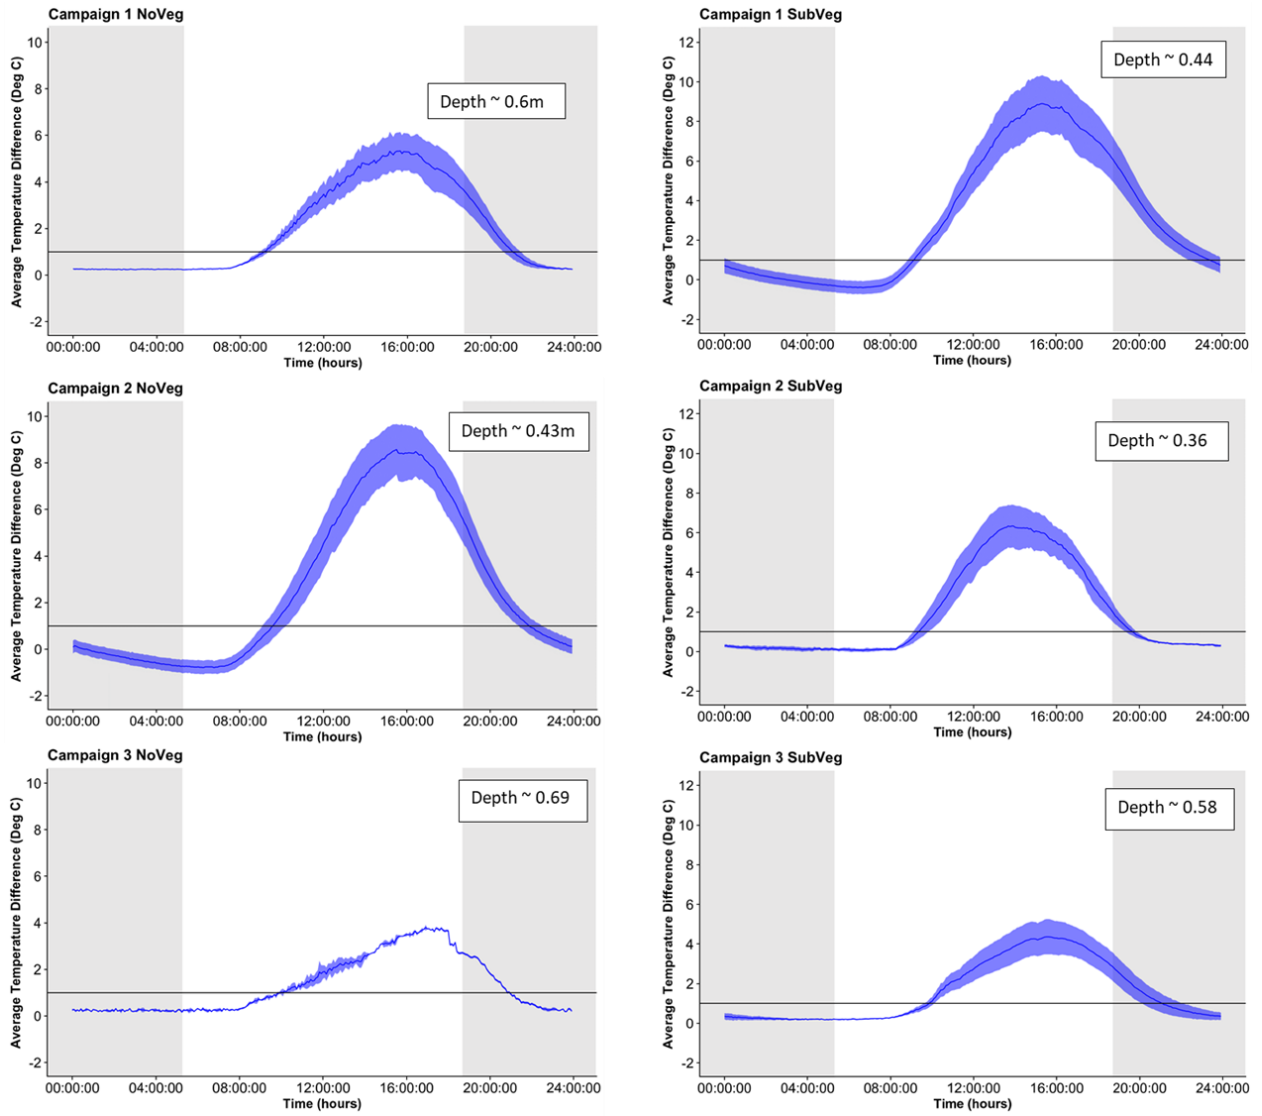 Campaign 1 NoVeg
Average Temperature Difference (Deg C)
10
8
6
4
2
0
-2
Depth ~ 0.6m
00:00:00 04:00:00 08:00:00 12:00:00 16:00:00 20:00:00 24:00:00
Time (hours)
Campaign 1 SubVeg
Average Temperature Difference (Deg C)
12
10
8
6
4
2
0
-2
Depth ~ 0.44
00:00:00 04:00:00 08:00:00 12:00:00 16:00:00 20:00:00 24:00:00
Time (hours)
Campaign 2 NoVeg
Average Temperature Difference (Deg C)
10
8
6
4
2
0
-2
Depth ~ 0.43m
00:00:00 04:00:00 08:00:00 12:00:00 16:00:00 20:00:00 24:00:00
Time (hours)
Campaign 2 SubVeg
Average Temperature Difference (Deg C)
12
10
8
6
4
2
0
-2
Depth ~ 0.36
00:00:00 04:00:00 08:00:00 12:00:00 16:00:00 20:00:00 24:00:00
Time (hours)
Campaign 3 NoVeg
Average Temperature Difference (Deg C)
10
8
6
4
2
0
-2
Depth ~ 0.69
00:00:00 04:00:00 08:00:00 12:00:00 16:00:00 20:00:00 24:00:00
Time (hours)
Campaign 3 SubVeg
Average Temperature Difference (Deg C)
12
10
8
6
4
2
0
-2
Depth ~ 0.58
00:00:00 04:00:00 08:00:00 12:00:00 16:00:00 20:00:00 24:00:00
Time (hours)